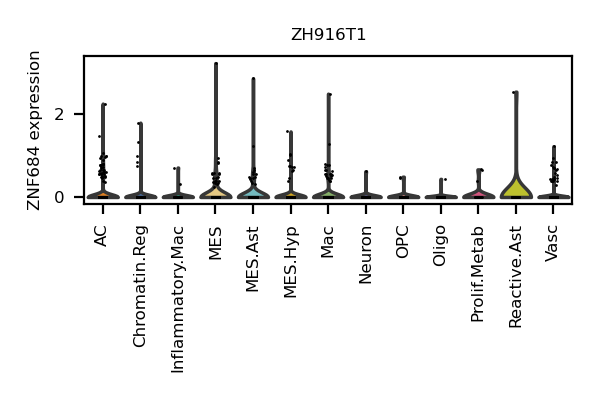 ZH916T1
ZNF684 expression
2
0
AC
Chromatin.Reg
Inflammatory.Mac
MES
MES.Ast
MES.Hyp
Mac
Neuron
OPC
Oligo
Prolif.Metab
Reactive.Ast
Vasc